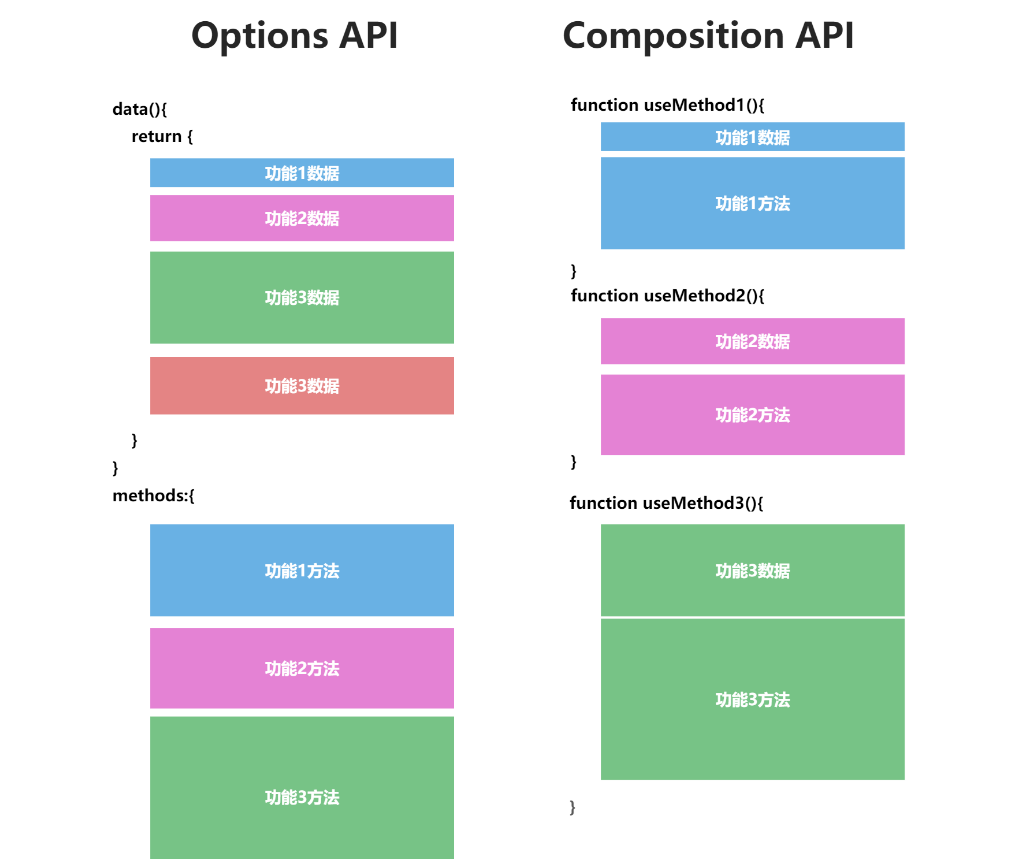 Options API
data(){
return {
功能1数据
功能2数据
功能3数据
功能3数据
}
}
methods:{
功能1方法
功能2方法
功能3方法
Composition API
function useMethod1(){
功能1数据
功能1方法
}
function useMethod2(){
功能2数据
功能2方法
}
function useMethod3(){
功能3数据
功能3方法
}